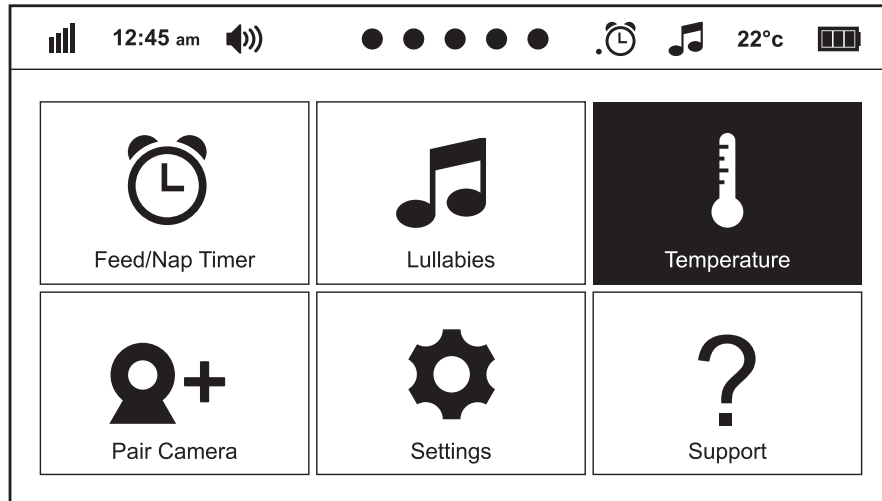 12:45 am 22°c
Feed/Nap Timer Lullabies Temperature
Pair Camera Settings Support